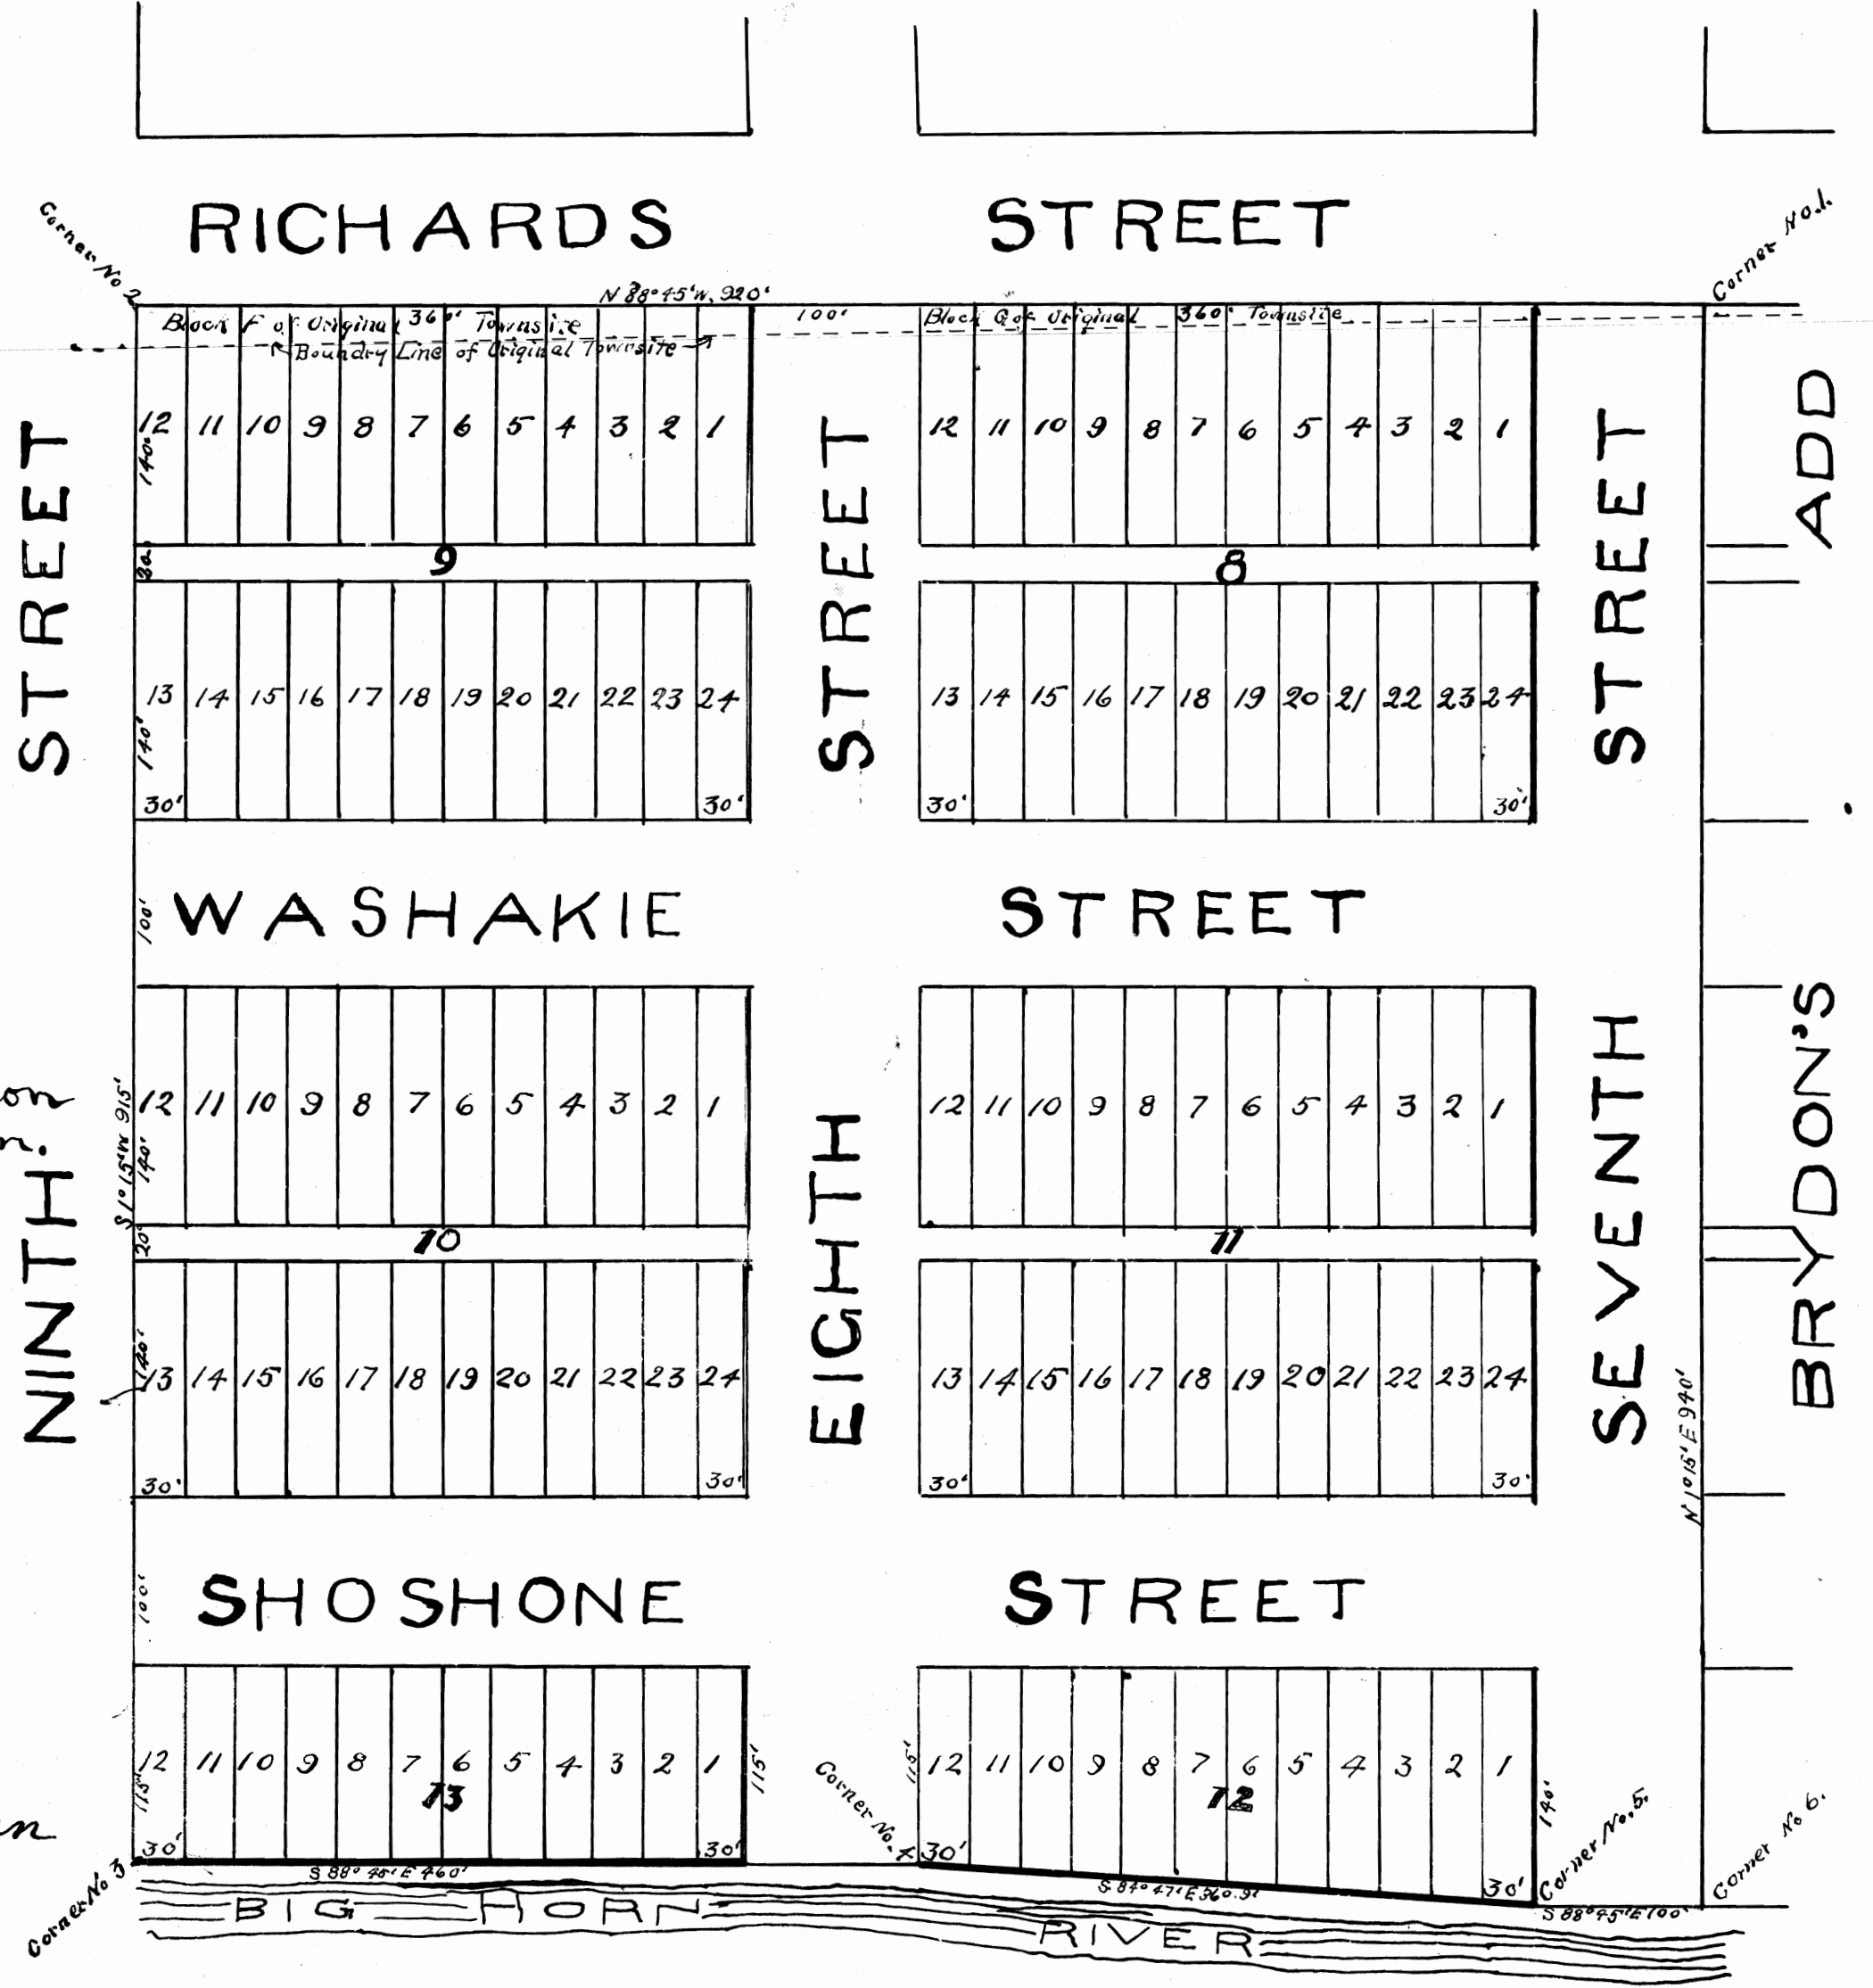 RICHARDS STREET
Corner No 2
Corner No.1.
N 88°45'W. 920'
Block F of Original 360' Townsite
100'
Block G of Original 360' Townsite
Boundry Line of Original Townsite
12 11 10 9 8 7 6 5 4 3 2 1
12 11 10 9 8 7 6 5 4 3 2 1
140'
9
8
20'
13 14 15 16 17 18 19 20 21 22 23 24
13 14 15 16 17 18 19 20 21 22 23 24
140'
30' 30'
30' 30'
WASHAKIE STREET
100'
12 11 10 9 8 7 6 5 4 3 2 1
12 11 10 9 8 7 6 5 4 3 2 1
S 1°15'W 915'
140'
on
20'
10
11
13 14 15 16 17 18 19 20 21 22 23 24
13 14 15 16 17 18 19 20 21 22 23 24
140'
30' 30'
30' 30'
NINTH STREET
EIGHTH STREET
SEVENTH STREET
BRYDON'S ADD
N 1°015'E 940'
SHOSHONE STREET
100'
12 11 10 9 8 7 6 5 4 3 2 1
12 11 10 9 8 7 6 5 4 3 2 1
13
12
115'
115'
115'
140'
30' 30'
30' 30'
Corner No 3
Corner No. 4
Corner No. 5.
Corner No 6.
S 88° 45' E 460'
S 84° 47' E 360.9'
S 88°45'E 100'
BIG HORN RIVER